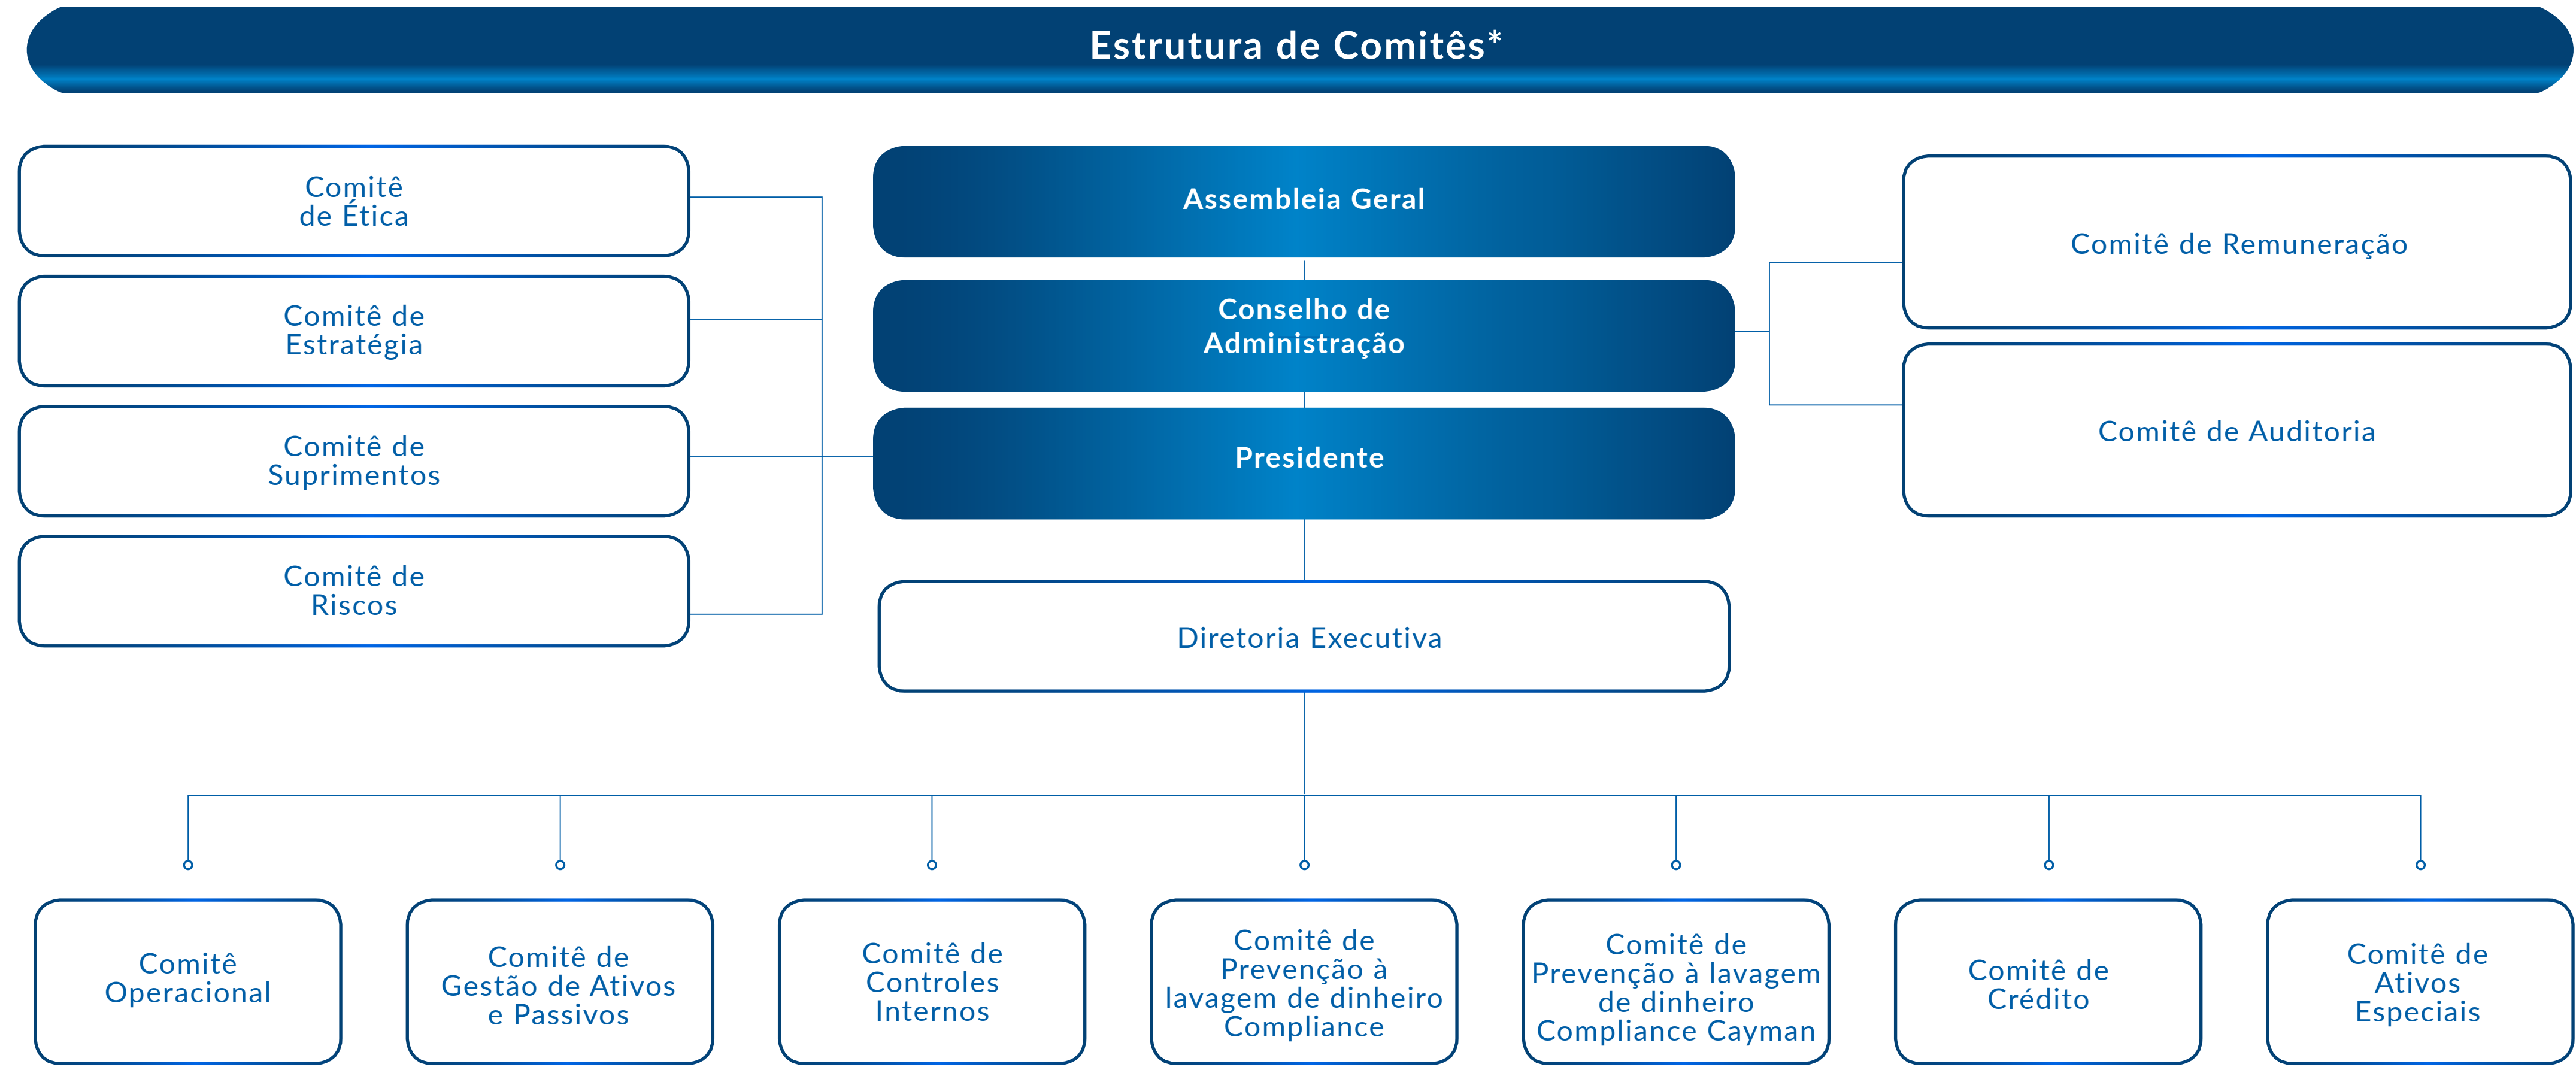 Estrutura de Comitês*
Comitê
de Ética
Comitê de
Estratégia
Comitê de
Suprimentos
Comitê de
Riscos
Assembleia Geral
Conselho de
Administração
Presidente
Comitê de Remuneração
Comitê de Auditoria
Diretoria Executiva
Comitê
Operacional
Comitê de
Gestão de Ativos
e Passivos
Comitê de
Controles
Internos
Comitê de
Prevenção à
lavagem de dinheiro
Compliance
Comitê de
Prevenção à lavagem
de dinheiro
Compliance Cayman
Comitê de
Crédito
Comitê de
Ativos
Especiais